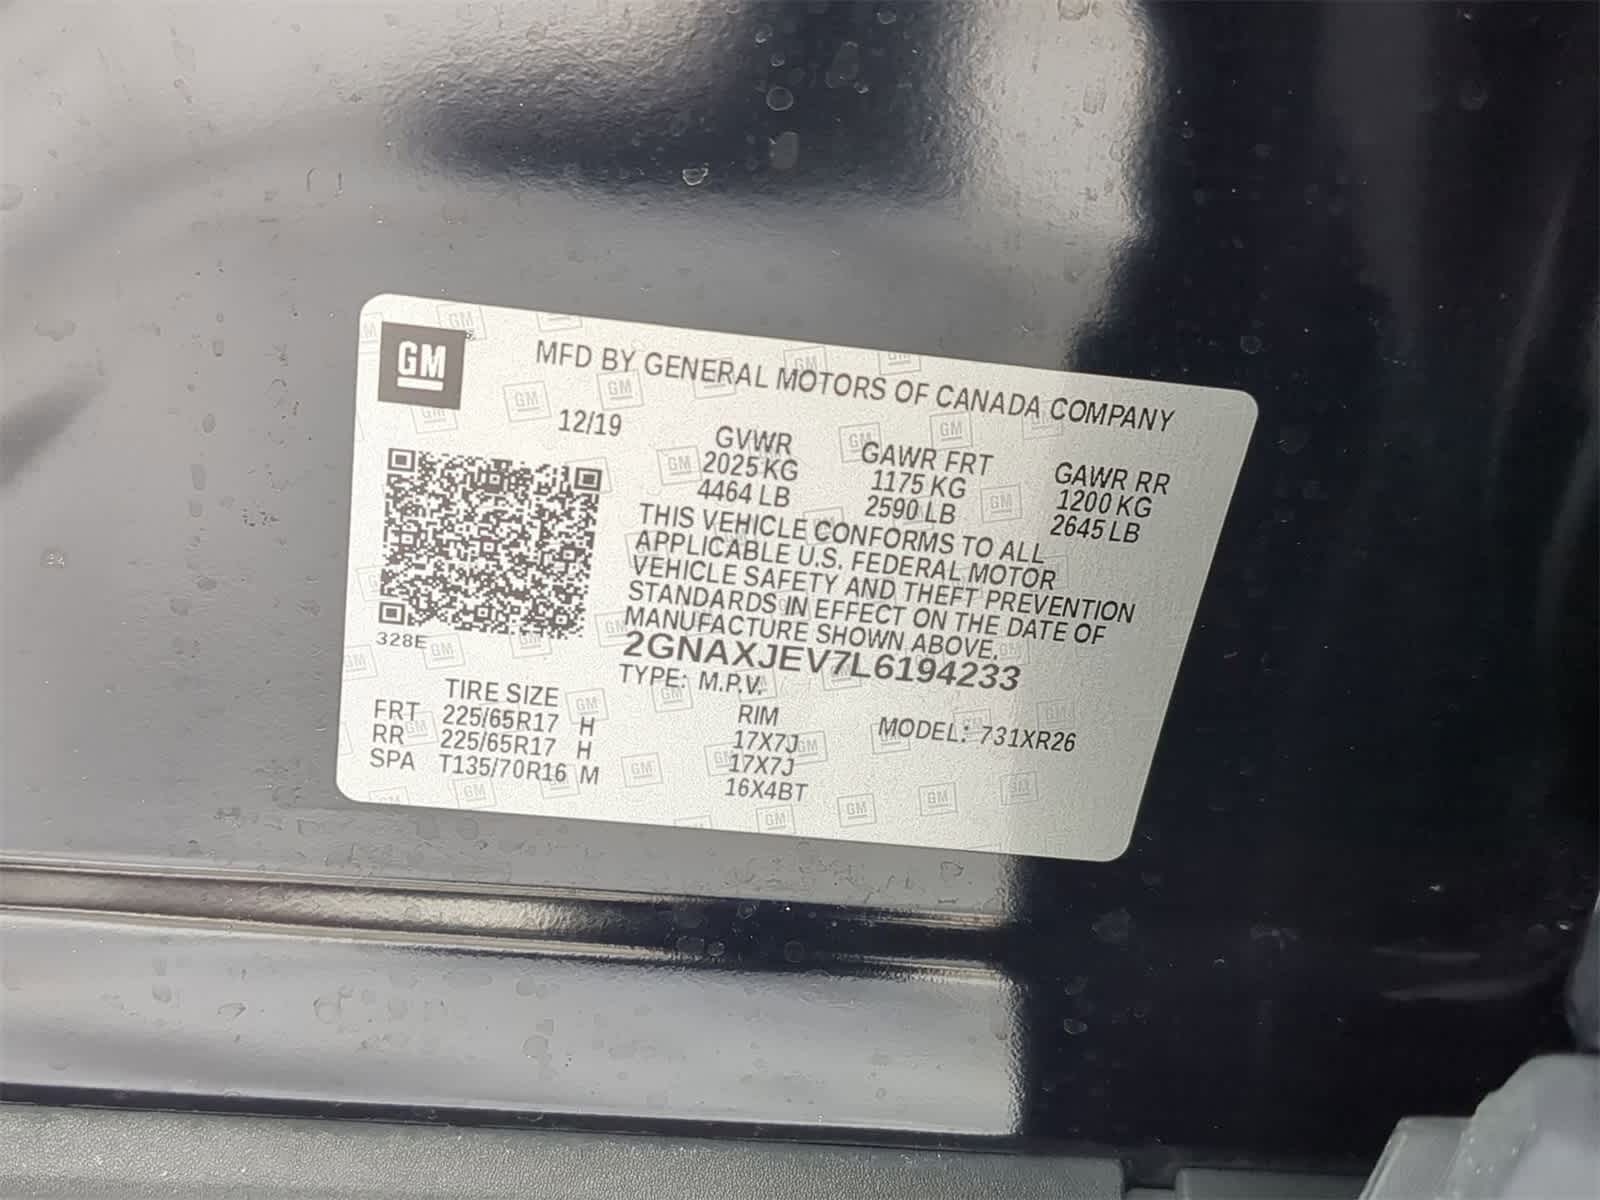 GM
MFD BY GENERAL MOTORS OF CANADA COMPANY
12/19
GVWR GAWR FRT GAWR RR
2025 KG 1175 KG 1200 KG
4464 LB 2590 LB 2645 LB
THIS VEHICLE CONFORMS TO ALL
APPLICABLE U.S. FEDERAL MOTOR
VEHICLE SAFETY AND THEFT PREVENTION
STANDARDS IN EFFECT ON THE DATE OF
MANUFACTURE SHOWN ABOVE.
328E
2GNAXJEV7L6194233
TYPE: M.P.V.
TIRE SIZE RIM MODEL: 731XR26
FRT 225/65R17 H 17X7J
RR 225/65R17 H 17X7J
SPA T135/70R16 M 16X4BT